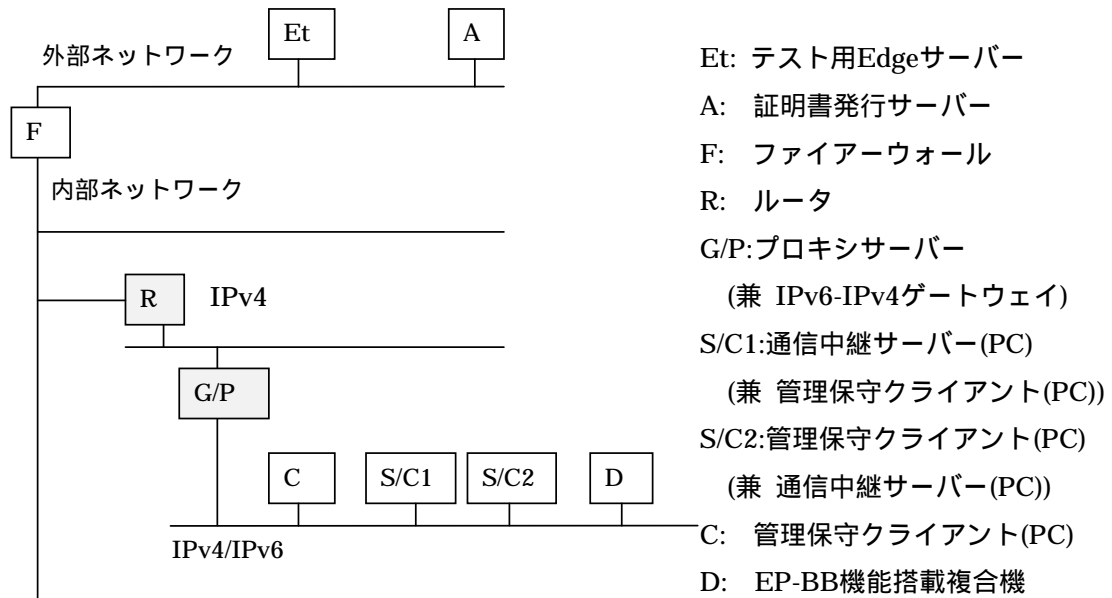 Et
A
外部ネットワーク
F
内部ネットワーク
R
IPv4
G/P
C
S/C1
S/C2
D
IPv4/IPv6
Et: テスト用Edgeサーバー
A: 証明書発行サーバー
F: ファイアーウォール
R: ルータ
G/P:プロキシサーバー
(兼 IPv6-IPv4ゲートウェイ)
S/C1:通信中継サーバー(PC)
(兼 管理保守クライアント(PC))
S/C2:管理保守クライアント(PC)
(兼 通信中継サーバー(PC))
C: 管理保守クライアント(PC)
D: EP-BB機能搭載複合機